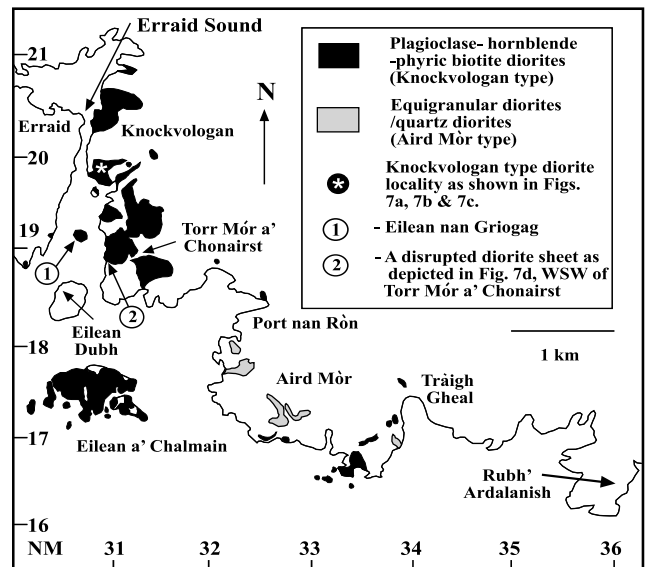 Erraid Sound
21
Erraid
Knockvologan
N
20
19
Torr Mór a'
Chonairst
1
2
Eilean
Dubh
18
Port nan Ròn
Aird Mòr
Tràigh
Gheal
17
Eilean a' Chalmain
Rubh'
Ardalanish
16
NM
31
32
33
34
35
36
Plagioclase- hornblende
-phyric biotite diorites
(Knockvologan type)
Equigranular diorites
/quartz diorites
(Aird Mòr type)
* Knockvologan type diorite
locality as shown in Figs.
7a, 7b & 7c.
1 - Eilean nan Griogag
2 - A disrupted diorite sheet as
depicted in Fig. 7d, WSW of
Torr Mór a' Chonairst
1 km